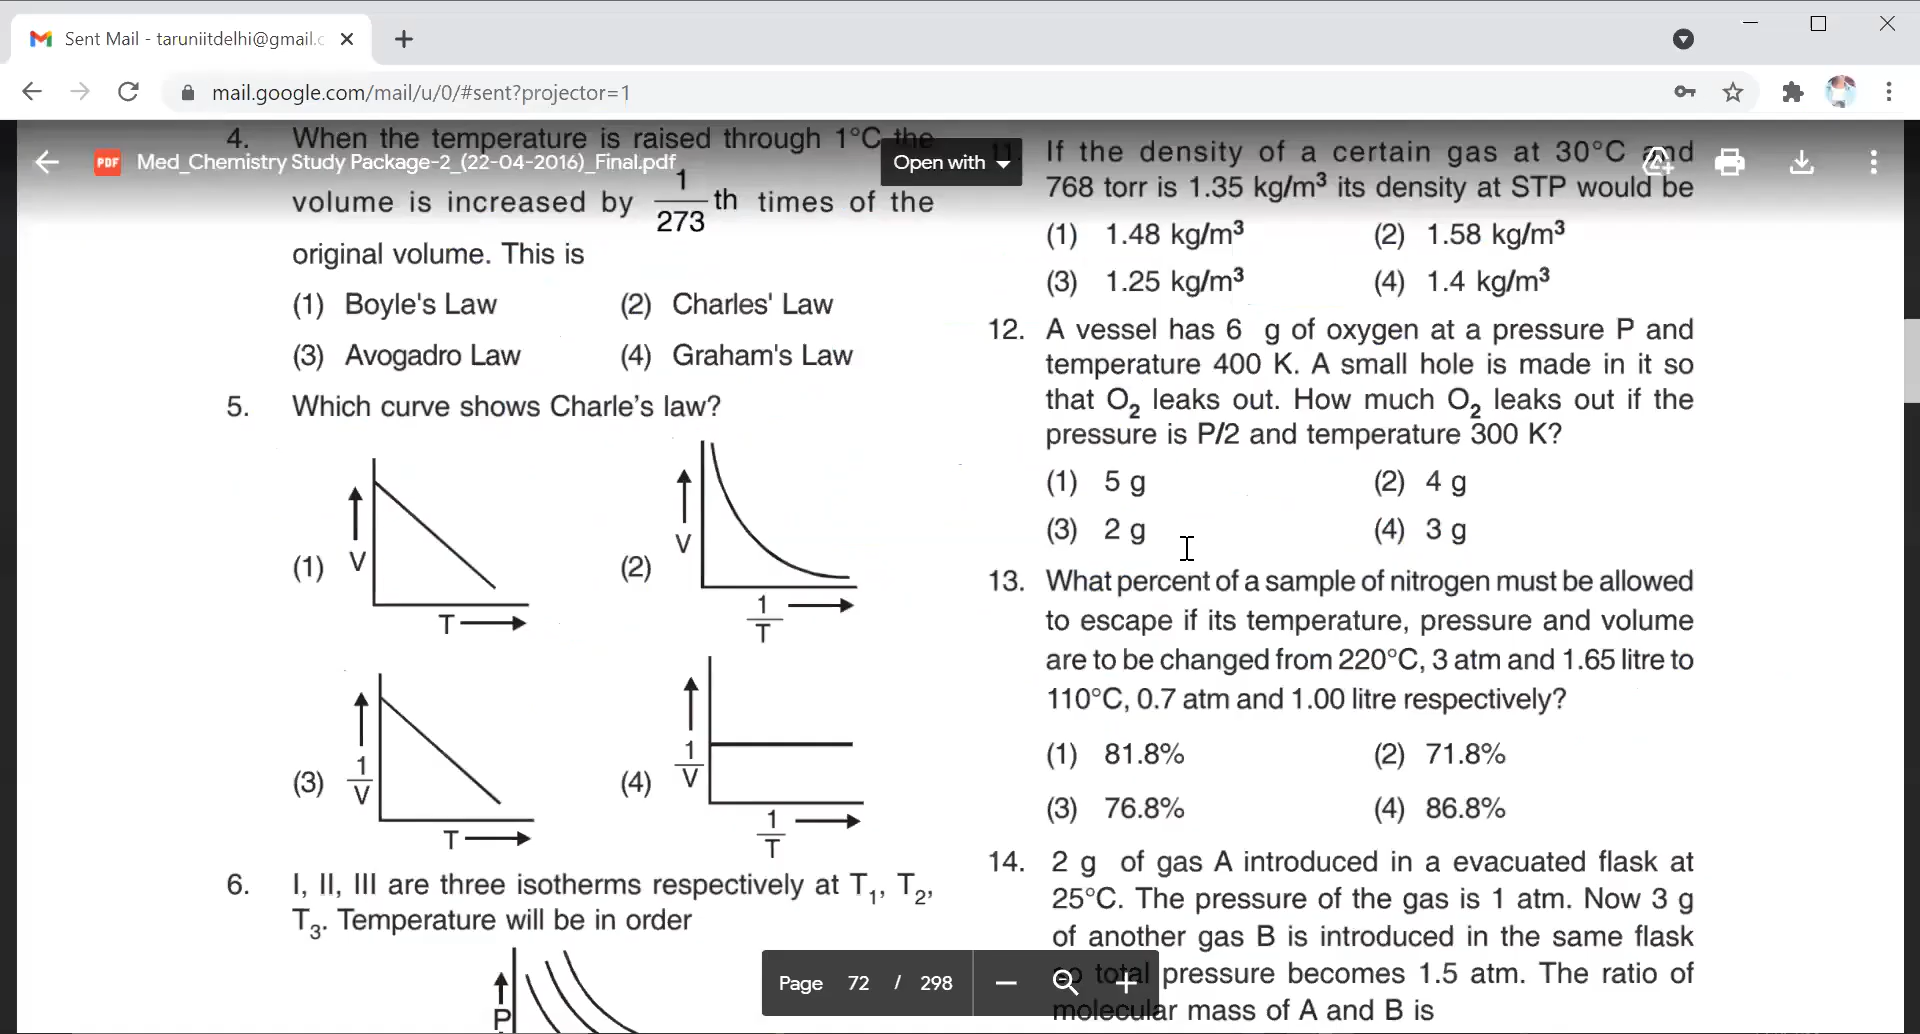 Sent Mail - taruniitdelhi@gmail.c
mail.google.com/mail/u/0/#sent?projector=1
PDF Med_Chemistry Study Package-2_(22-04-2016)_Final.pdf
Open with
4. When the temperature is raised through 1°C the
volume is increased by 1/273 th times of the
original volume. This is
(1) Boyle's Law (2) Charles' Law
(3) Avogadro Law (4) Graham's Law
5. Which curve shows Charle's law?
(1) V T
(2) V 1/T
(3) 1/V T
(4) 1/V 1/T
6. I, II, III are three isotherms respectively at T₁, T₂,
T₃. Temperature will be in order
P
11. If the density of a certain gas at 30°C and
768 torr is 1.35 kg/m³ its density at STP would be
(1) 1.48 kg/m³ (2) 1.58 kg/m³
(3) 1.25 kg/m³ (4) 1.4 kg/m³
12. A vessel has 6 g of oxygen at a pressure P and
temperature 400 K. A small hole is made in it so
that O₂ leaks out. How much O₂ leaks out if the
pressure is P/2 and temperature 300 K?
(1) 5 g (2) 4 g
(3) 2 g (4) 3 g
13. What percent of a sample of nitrogen must be allowed
to escape if its temperature, pressure and volume
are to be changed from 220°C, 3 atm and 1.65 litre to
110°C, 0.7 atm and 1.00 litre respectively?
(1) 81.8% (2) 71.8%
(3) 76.8% (4) 86.8%
14. 2 g of gas A introduced in a evacuated flask at
25°C. The pressure of the gas is 1 atm. Now 3 g
of another gas B is introduced in the same flask
so total pressure becomes 1.5 atm. The ratio of
molecular mass of A and B is
Page 72 / 298